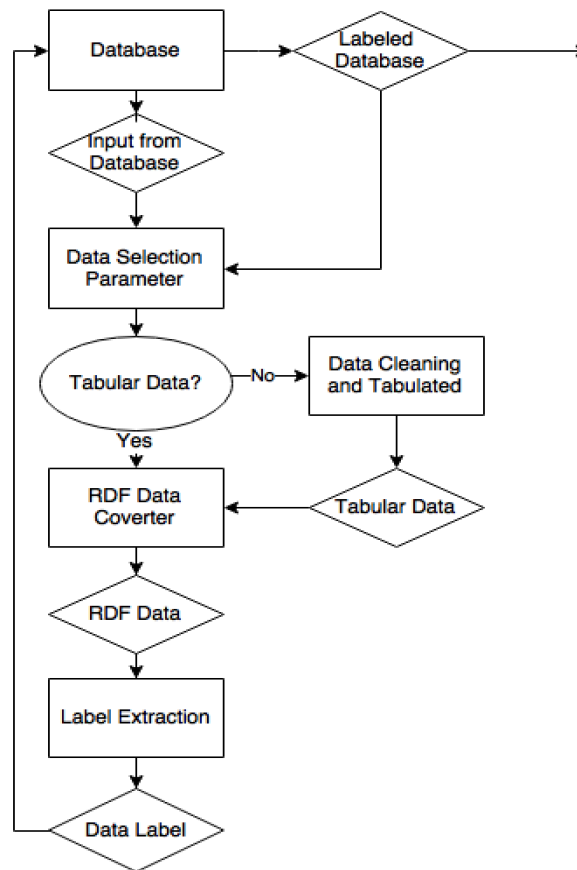 Database
Labeled
Database
Input from
Database
Data Selection
Parameter
Tabular Data?
No
Data Cleaning
and Tabulated
Yes
RDF Data
Coverter
Tabular Data
RDF Data
Label Extraction
Data Label